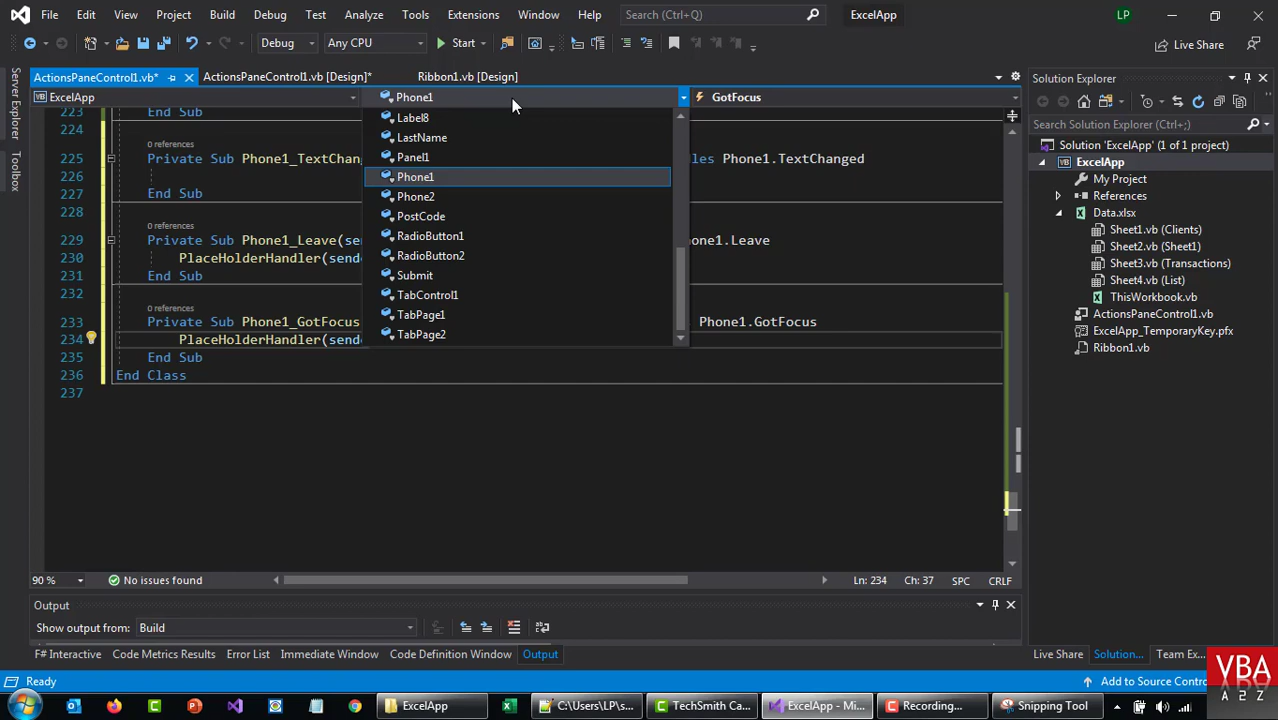 File Edit View Project Build Debug Test Analyze Tools Extensions Window Help Search (Ctrl+Q) ExcelApp LP
Debug Any CPU Start Live Share
ActionsPaneControl1.vb* ActionsPaneControl1.vb [Design]* Ribbon1.vb [Design]
ExcelApp Phone1 GotFocus
223 End Sub
224
0 references
225 Private Sub Phone1_TextChan les Phone1.TextChanged
226
227 End Sub
228
0 references
229 Private Sub Phone1_Leave(se one1.Leave
230 PlaceHolderHandler(send
231 End Sub
232
0 references
233 Private Sub Phone1_GotFocus Phone1.GotFocus
234 PlaceHolderHandler(send
235 End Sub
236 End Class
237
Label8
LastName
Panel1
Phone1
Phone2
PostCode
RadioButton1
RadioButton2
Submit
TabControl1
TabPage1
TabPage2
Server Explorer
Toolbox
Solution Explorer
Search Solution Explorer (Ctrl+;)
Solution 'ExcelApp' (1 of 1 project)
ExcelApp
My Project
References
Data.xlsx
Sheet1.vb (Clients)
Sheet2.vb (Sheet1)
Sheet3.vb (Transactions)
Sheet4.vb (List)
ThisWorkbook.vb
ActionsPaneControl1.vb
ExcelApp_TemporaryKey.pfx
Ribbon1.vb
90 % No issues found Ln: 234 Ch: 37 SPC CRLF
Output
Show output from: Build
F# Interactive Code Metrics Results Error List Immediate Window Code Definition Window Output
Live Share Solution... Team Ex...
Ready Add to Source Contro
ExcelApp C:\Users\LP\s... TechSmith Ca... ExcelApp - Mi... Recording... Snipping Tool
VBA
A2Z